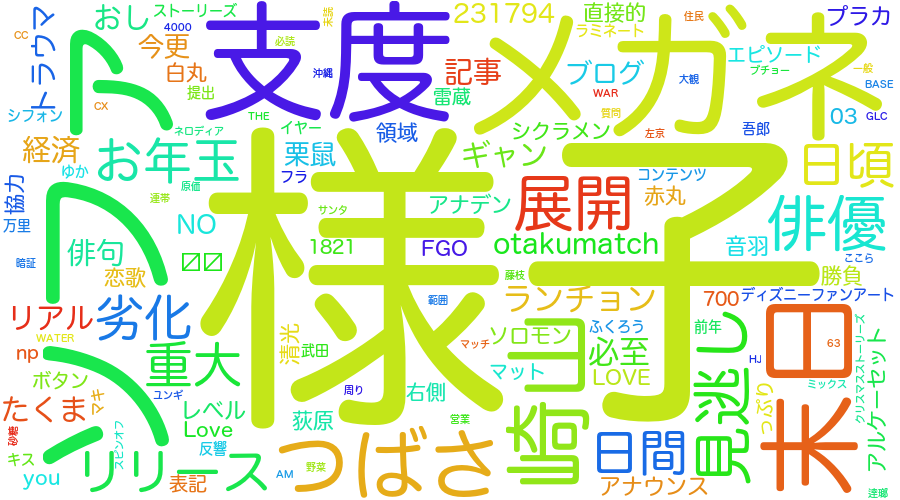 様子
支度
メガネ
ソファ
末日
俳優
つばさ
リリース
お年玉
劣化
展開
重大
崎山
見逃し
日頃
日間
必至
otakumatch
ランチョン
リアル
たくま
経済
俳句
恋歌
栗鼠
ギャン
記事
ブログ
231794
直接的
ラミネート
住民
プラカ
エピソード
プチョー
一般
大観
BASE
03
GLC
吾郎
左京
質問
WAR
シクラメン
雷蔵
領域
イヤー
フラ
アナデン
コンテンツ
赤丸
音羽
ここら
勝負
ディズニーファンアート
700
前年
ふくろう
ソロモン
マット
LOVE
HJ
63
ミックス
クリスマスストーリーズ
アルケーセット
っぷり
アナウンス
達瑯
FGO
1821
NO
サンタ
藤枝
範囲
マッチ
清光
武田
周り
右側
荻原
営業
レベル
Love
反響
表記
AM
野菜
スピンオフ
ユンギ
マキ
ボタン
キス
you
np
WATER
砂糖
暗証
万里
協力
ゆか
シフォン
ネロディア
原価
連帯
トラウマ
おし
ストーリーズ
4000
今更
白丸
提出
必読
未満
沖縄
THE
CC
CX